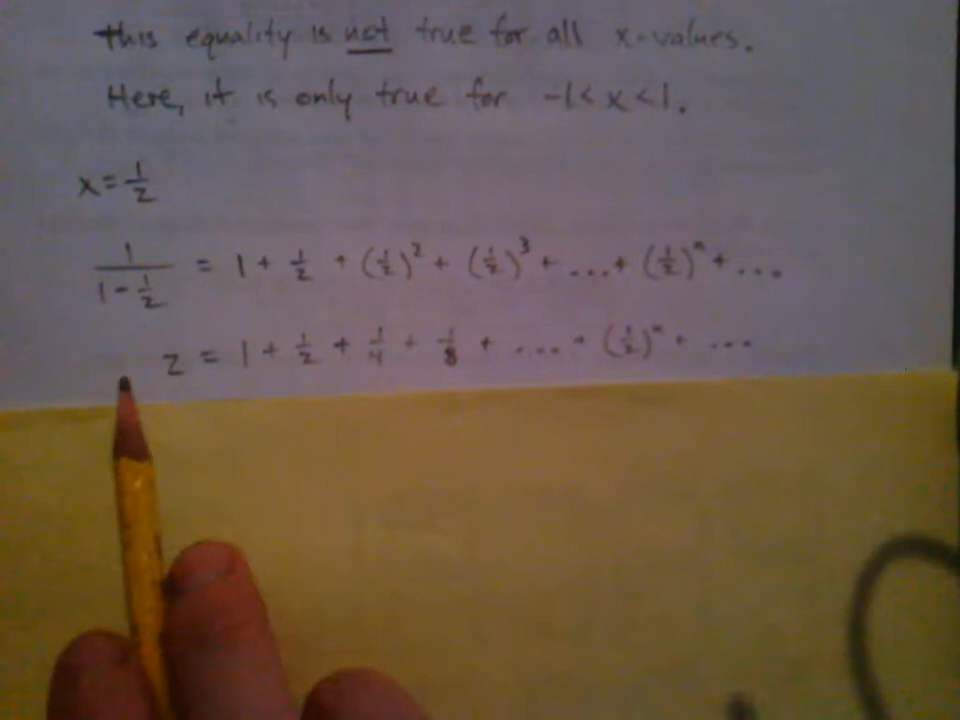 This equality is not true for all x-values.
Here, it is only true for -1 < x < 1.
x = 1/2
1/(1 - 1/2) = 1 + 1/2 + (1/2)² + (1/2)³ + ... + (1/2)ⁿ + ...
2 = 1 + 1/2 + 1/4 + 1/8 + .... + (1/2)ⁿ + ...